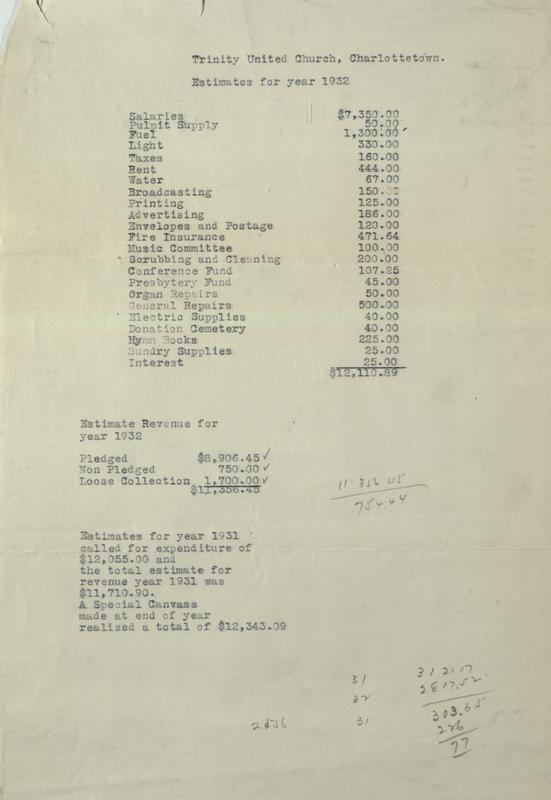 Trinity United Church, Charlottetown.
Estimates for year 1932
Salaries $7,350.00
Pulpit Supply 50.00
Fuel 1,300.00
Light 330.00
Taxes 160.00
Rent 444.00
Water 67.00
Broadcasting 150.
Printing 125.00
Advertising 186.00
Envelopes and Postage 120.00
Fire Insurance 471.64
Music Committee 100.00
Scrubbing and Cleaning 200.00
Conference Fund 107.25
Presbytery Fund 45.00
Organ Repairs 50.00
General Repairs 500.00
Electric Supplies 40.00
Donation Cemetery 40.00
Hymn Books 225.00
Sundry Supplies 25.00
Interest 25.00
$12,110.89
Estimate Revenue for
year 1932
Pledged $8,906.45 ✓
Non Pledged 750.00 ✓
Loose Collection 1,700.00 ✓
$11,356.45
11 356 45
754.44
Estimates for year 1931
called for expenditure of
$12,055.00 and
the total estimate for
revenue year 1931 was
$11,710.90.
A Special Canvass
made at end of year
realized a total of $12,343.09
31 31 21 17
2817.52
31 303.65
226
77